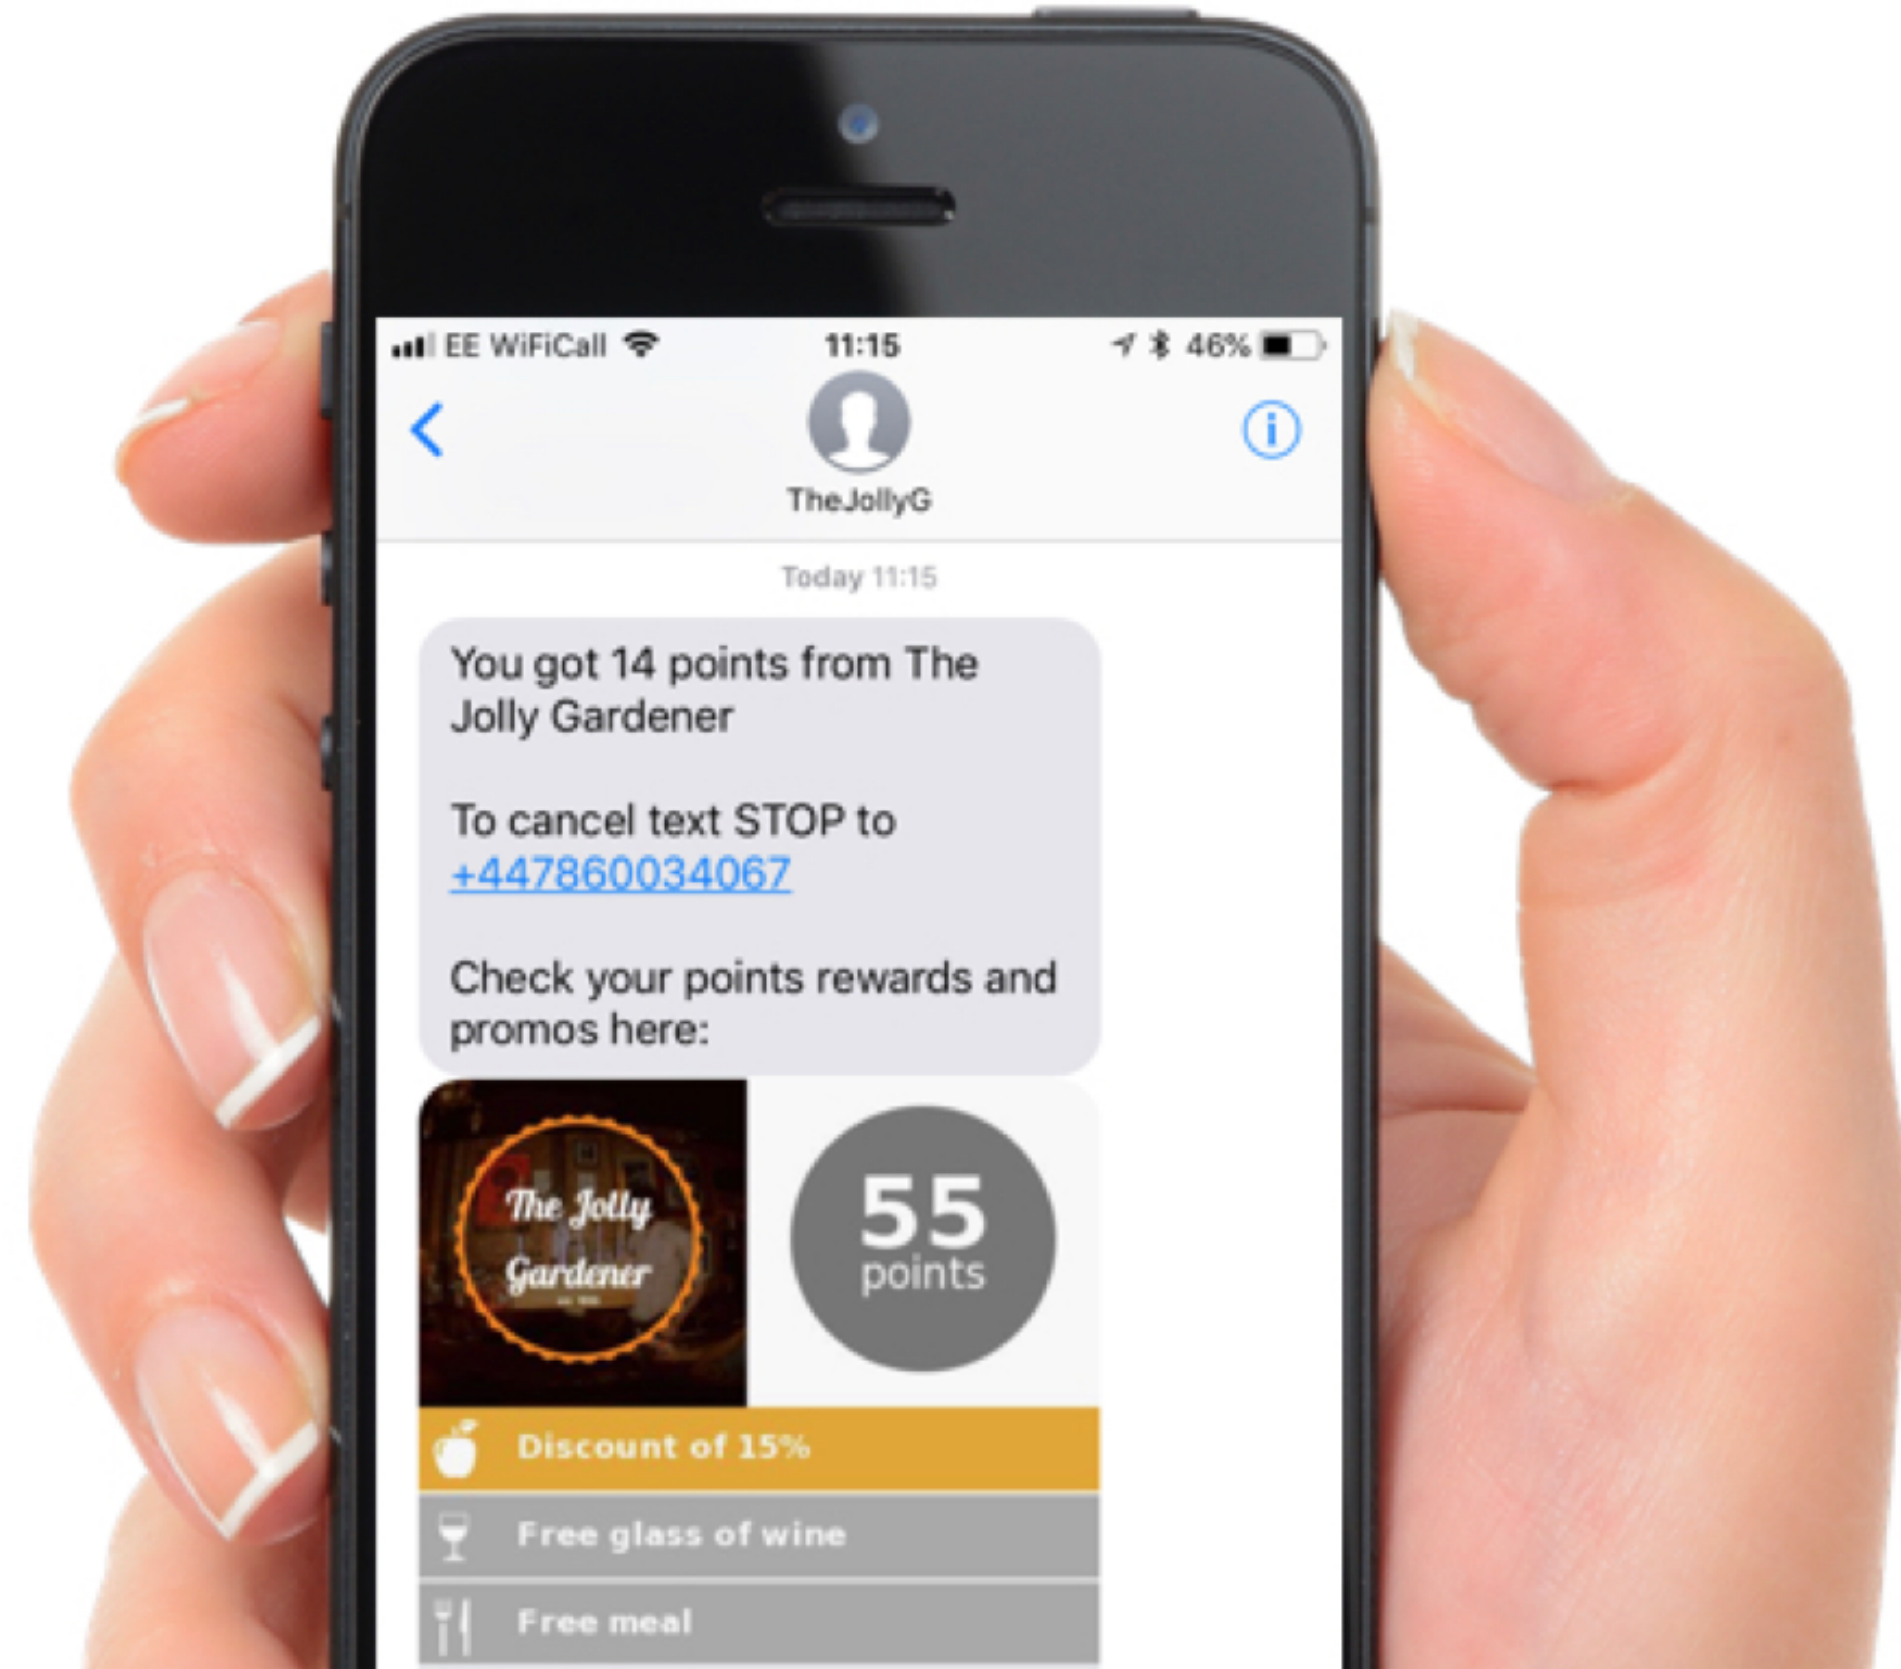 EE WiFiCall 11:15 46%
TheJollyG
Today 11:15
You got 14 points from The
Jolly Gardener
To cancel text STOP to
+447860034067
Check your points rewards and
promos here:
The Jolly
Gardener
55
points
Discount of 15%
Free glass of wine
Free meal